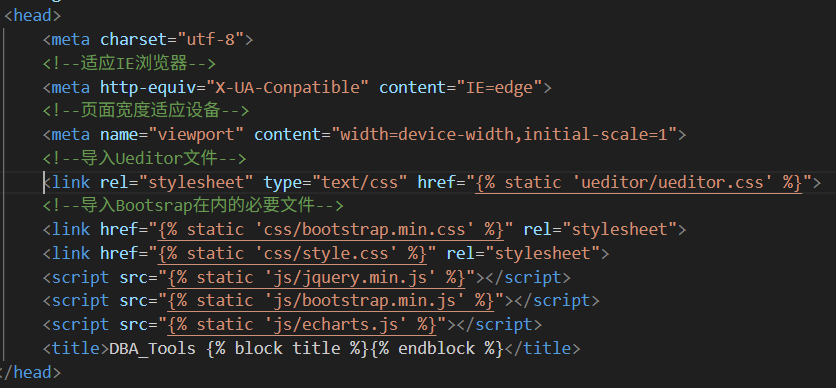 <head>
<meta charset="utf-8">
<!--适应IE浏览器-->
<meta http-equiv="X-UA-Conpatible" content="IE=edge">
<!--页面宽度适应设备-->
<meta name="viewport" content="width=device-width,initial-scale=1">
<!--导入Ueditor文件-->
<link rel="stylesheet" type="text/css" href="{% static 'ueditor/ueditor.css' %}">
<!--导入Bootsrap在内的必要文件-->
<link href="{% static 'css/bootstrap.min.css' %}" rel="stylesheet">
<link href="{% static 'css/style.css' %}" rel="stylesheet">
<script src="{% static 'js/jquery.min.js' %}"></script>
<script src="{% static 'js/bootstrap.min.js' %}"></script>
<script src="{% static 'js/echarts.js' %}"></script>
<title>DBA_Tools {% block title %}{% endblock %}</title>
</head>